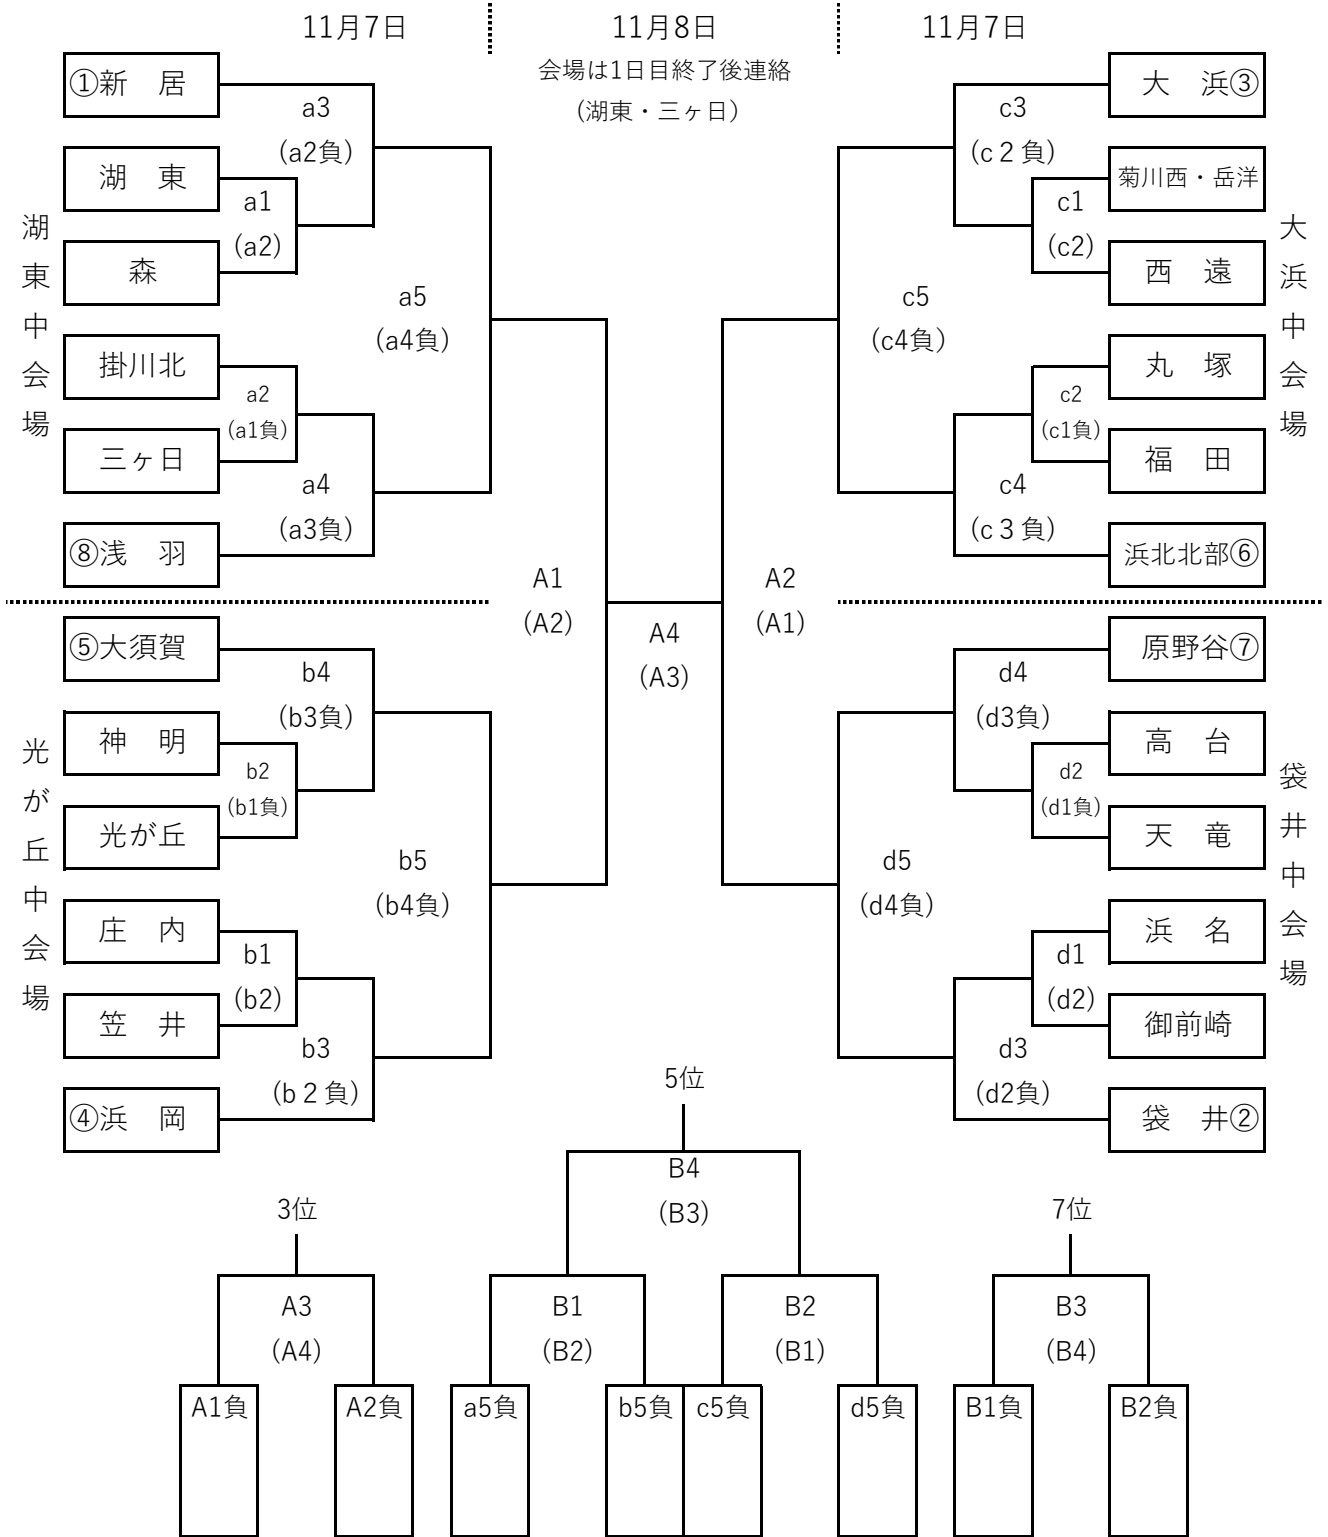 11月7日
11月8日
11月7日
会場は1日目終了後連絡
（湖東・三ヶ日）
湖東中会場
①新　居
湖　東
森
掛川北
三ヶ日
⑧浅　羽
a3
(a2負)
a1
(a2)
a2
(a1負)
a4
(a3負)
a5
(a4負)
光が丘中会場
⑤大須賀
神　明
光が丘
庄　内
笠　井
④浜　岡
b4
(b3負)
b2
(b1負)
b1
(b2)
b3
(b２負)
b5
(b4負)
A1
(A2)
A4
(A3)
A2
(A1)
大浜中会場
大　浜③
菊川西・岳洋
西　遠
丸　塚
福　田
浜北北部⑥
c3
(c２負)
c1
(c2)
c2
(c1負)
c4
(c３負)
c5
(c4負)
袋井中会場
原野谷⑦
高　台
天　竜
浜　名
御前崎
袋　井②
d4
(d3負)
d2
(d1負)
d1
(d2)
d3
(d2負)
d5
(d4負)
3位
A3
(A4)
A1負
A2負
5位
B4
(B3)
B1
(B2)
B2
(B1)
a5負
b5負
c5負
d5負
7位
B3
(B4)
B1負
B2負